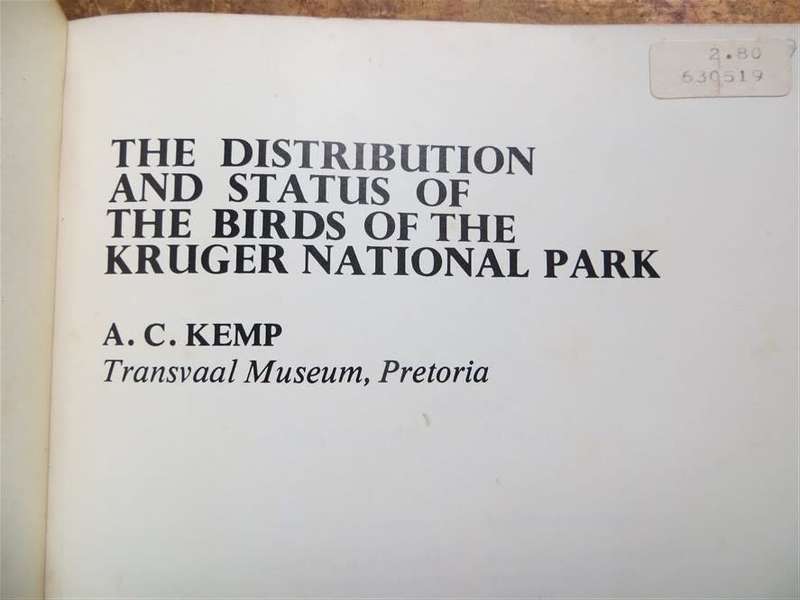 2.80
630519
THE DISTRIBUTION
AND STATUS OF
THE BIRDS OF THE
KRUGER NATIONAL PARK
A. C. KEMP
Transvaal Museum, Pretoria